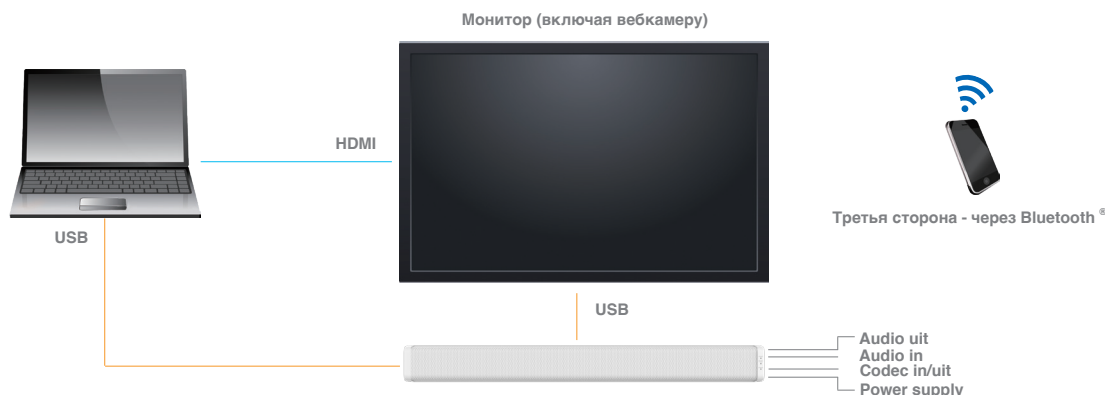 Монитор (включая вебкамеру)
HDMI
Третья сторона - через Bluetooth ®
USB
USB
Audio uit
Audio in
Codec in/uit
Power supply